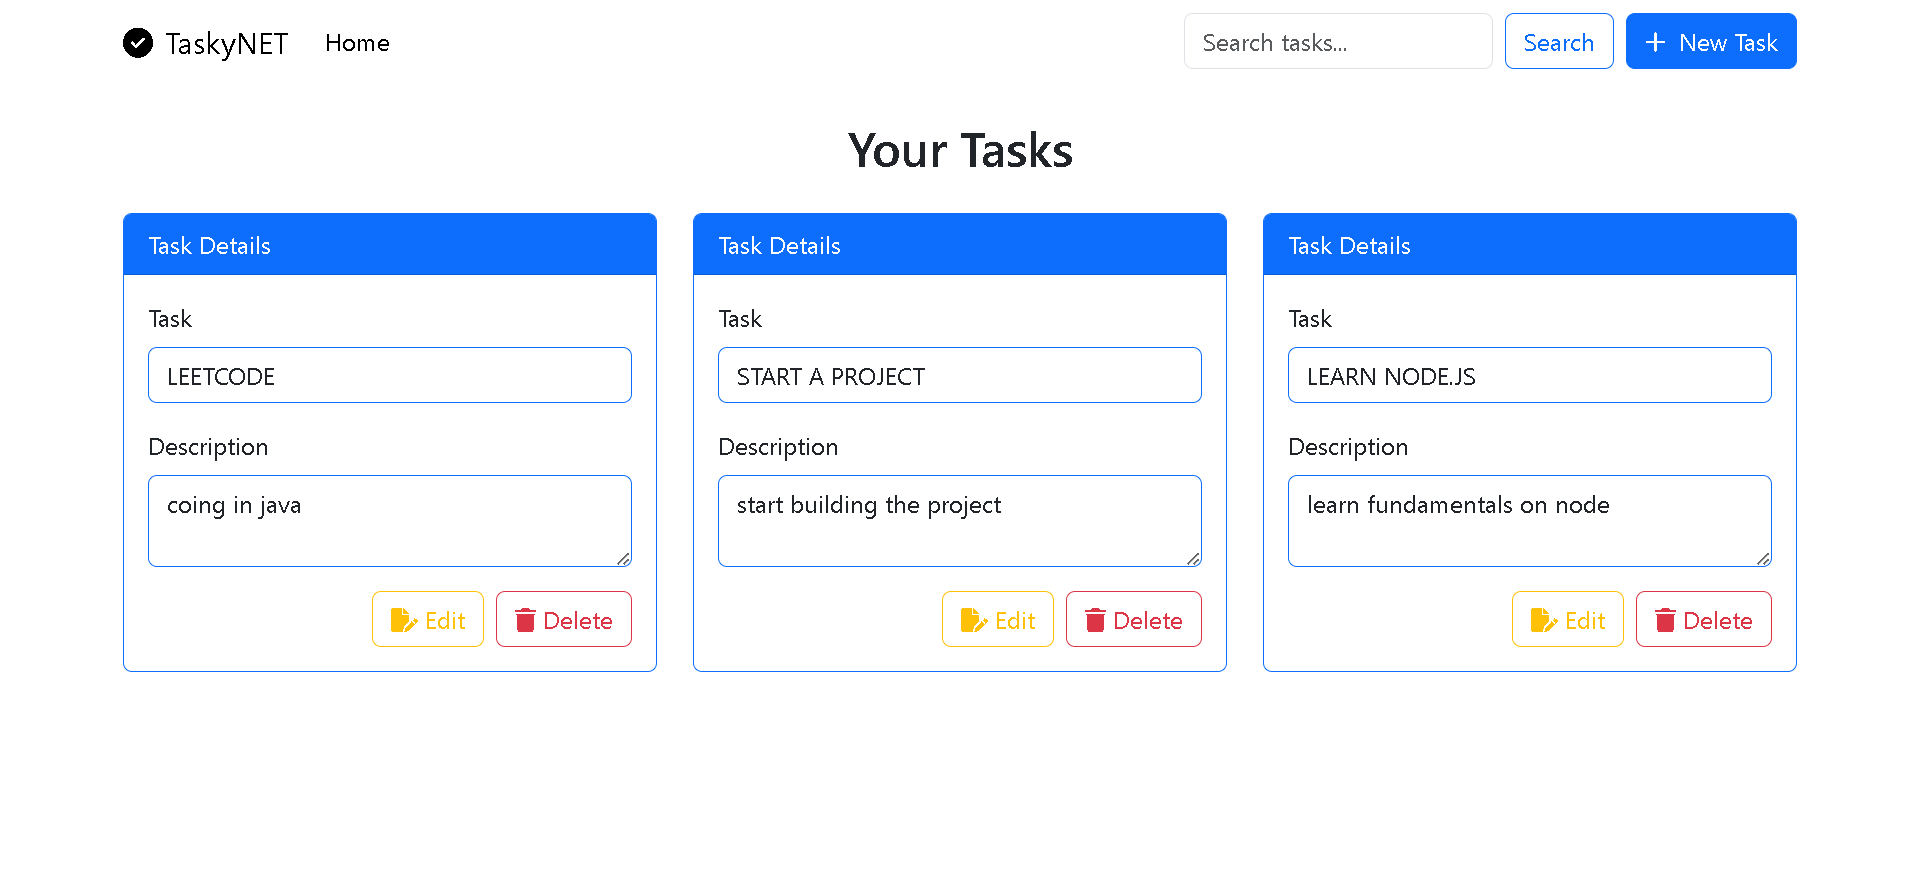 TaskyNET Home Search tasks... Search New Task
Your Tasks
Task Details
Task
LEETCODE
Description
coing in java
Edit Delete
Task Details
Task
START A PROJECT
Description
start building the project
Edit Delete
Task Details
Task
LEARN NODE.JS
Description
learn fundamentals on node
Edit Delete